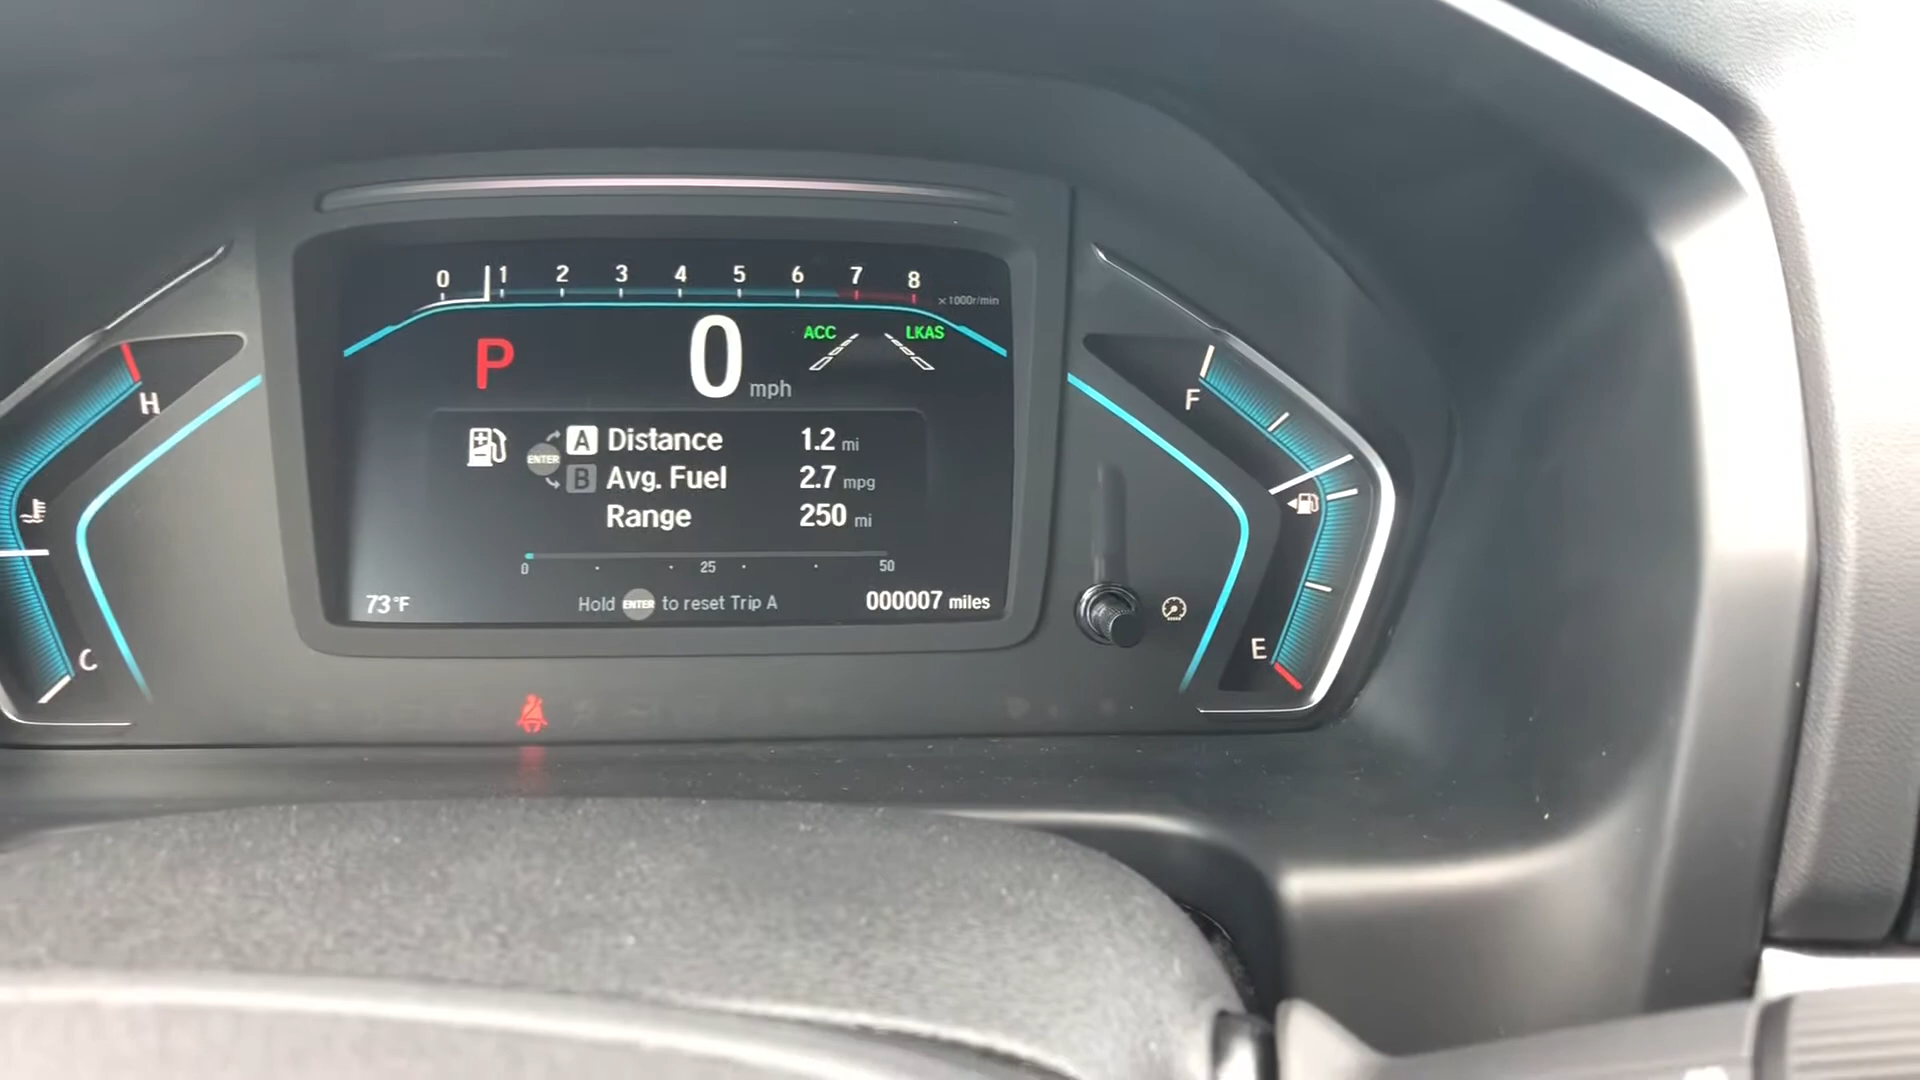 0 1 2 3 4 5 6 7 8
x1000r/min
P 0 mph ACC LKAS
H
F
ENTER A Distance 1.2 mi
B Avg. Fuel 2.7 mpg
Range 250 mi
0 25 50
73°F Hold ENTER to reset Trip A 000007 miles
C
E